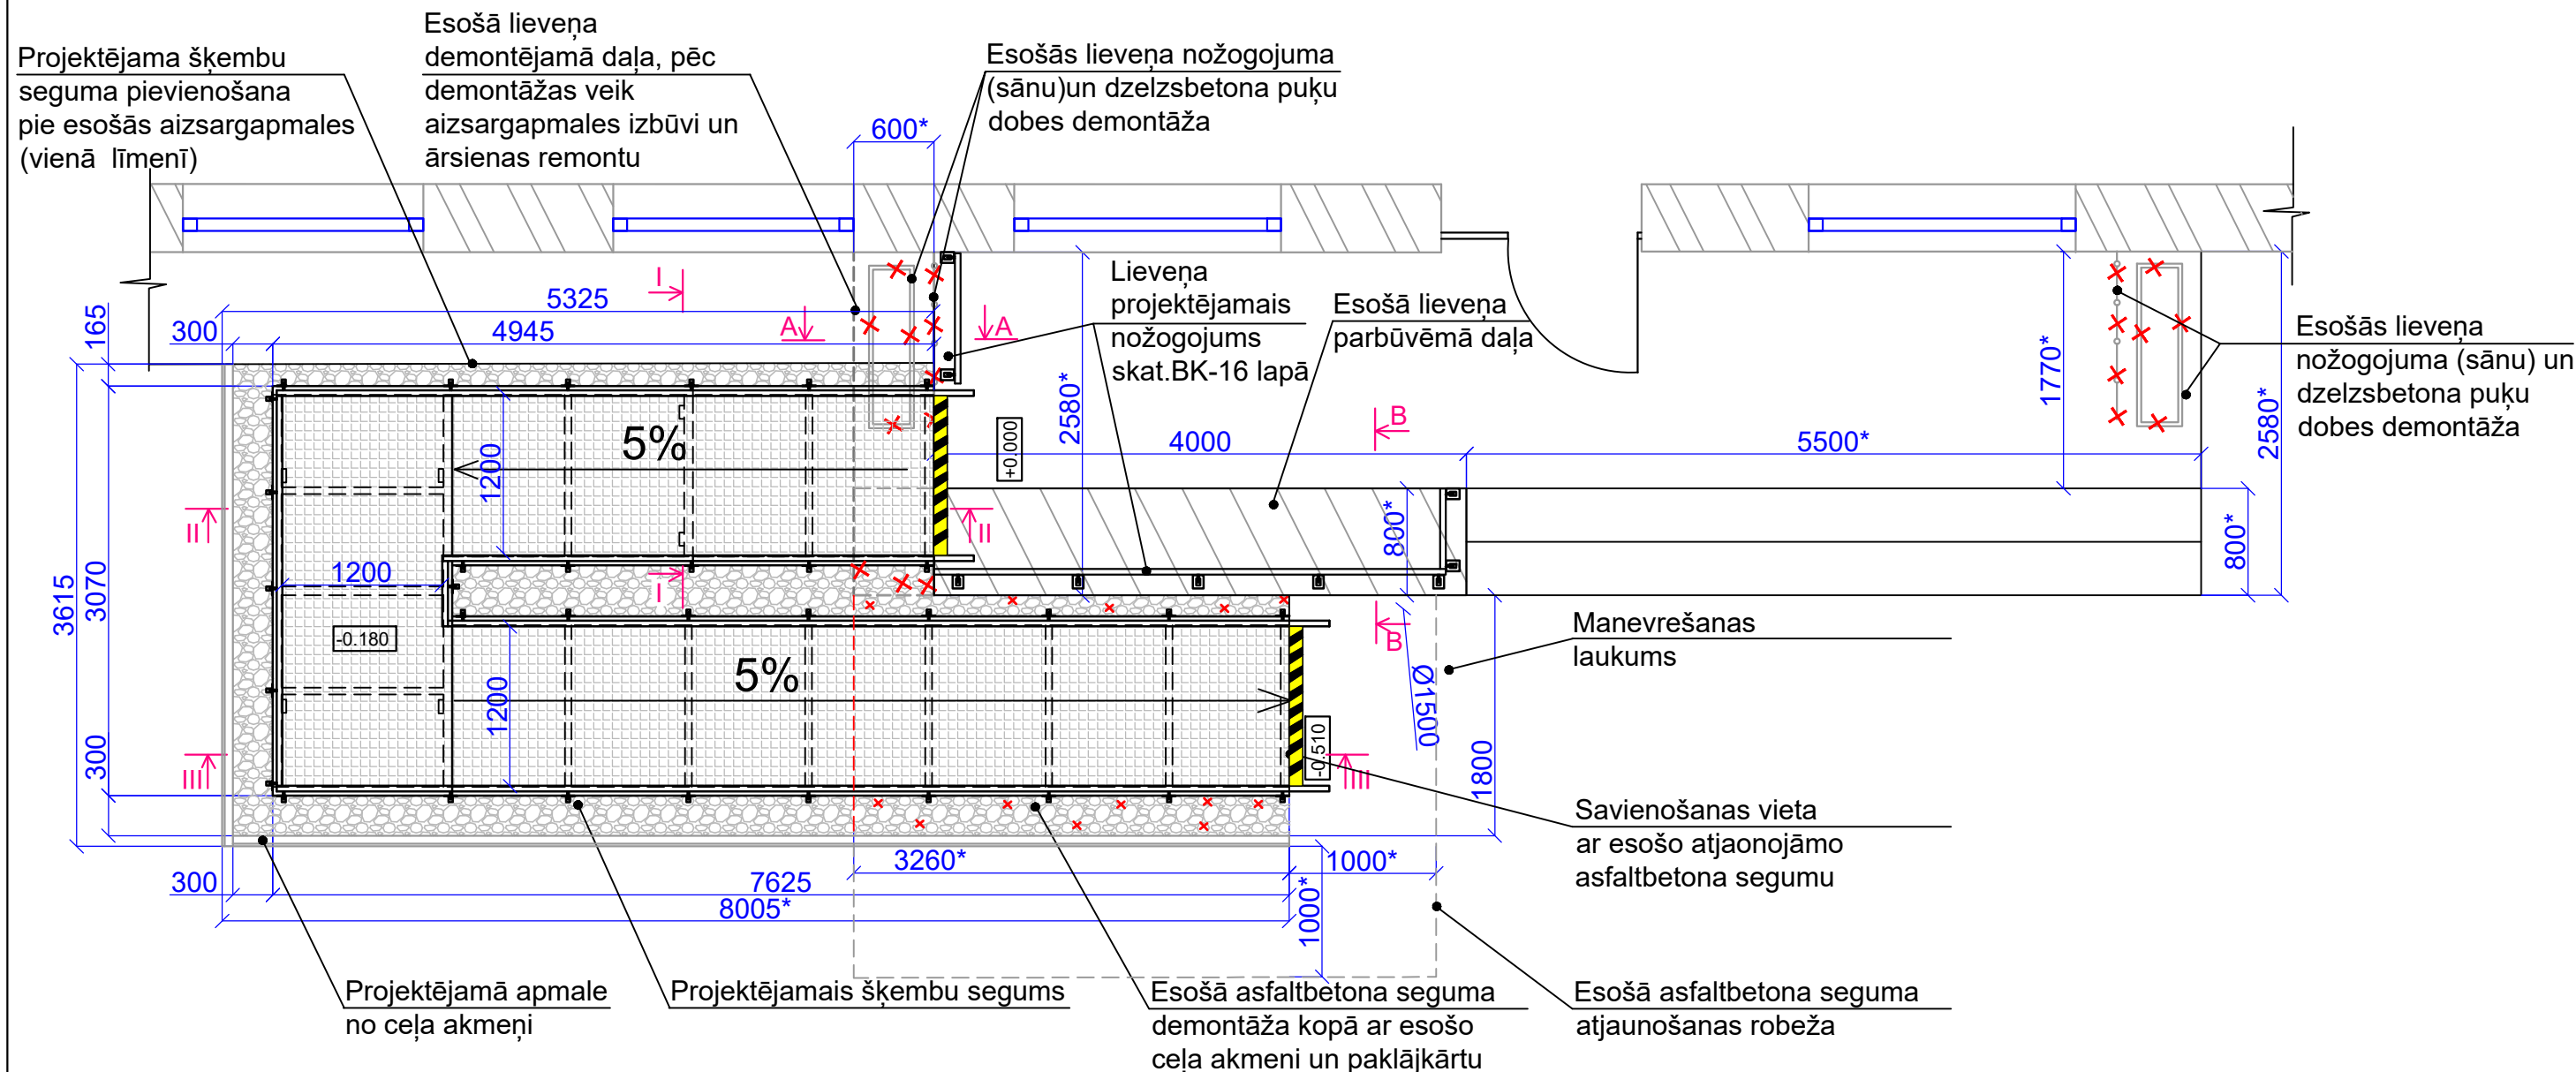 Esošā lieveņa
demontējamā daļa, pēc
demontāžas veik
aizsargapmales izbūvi un
ārsienas remontu
Projektējama šķembu
seguma pievienošana
pie esošās aizsargapmales
(vienā līmenī)
Esošās lieveņa nožogojuma
(sānu)un dzelzsbetona puķu
dobes demontāža
600*
Lieveņa
projektējamais
nožogojums
skat.BK-16 lapā
Esošā lieveņa
parbūvēmā daļa
Esošās lieveņa
nožogojuma (sānu) un
dzelzsbetona puķu
dobes demontāža
I
5325
165
300
4945
A
A
2580*
1770*
2580*
B
4000
5500*
5%
1200
+0.000
II
II
800*
800*
3615
3070
1200
I
-0.180
B
Manevrešanas
laukums
5%
1200
Ø1500
300
III
-0.510
III
1800
Savienošanas vieta
ar esošo atjaonojāmo
asfaltbetona segumu
3260*
1000*
300
7625
8005*
1000*
Projektējamā apmale
no ceļa akmeņi
Projektējamais šķembu segums
Esošā asfaltbetona seguma
demontāža kopā ar esošo
ceļa akmeni un paklājkārtu
Esošā asfaltbetona seguma
atjaunošanas robeža